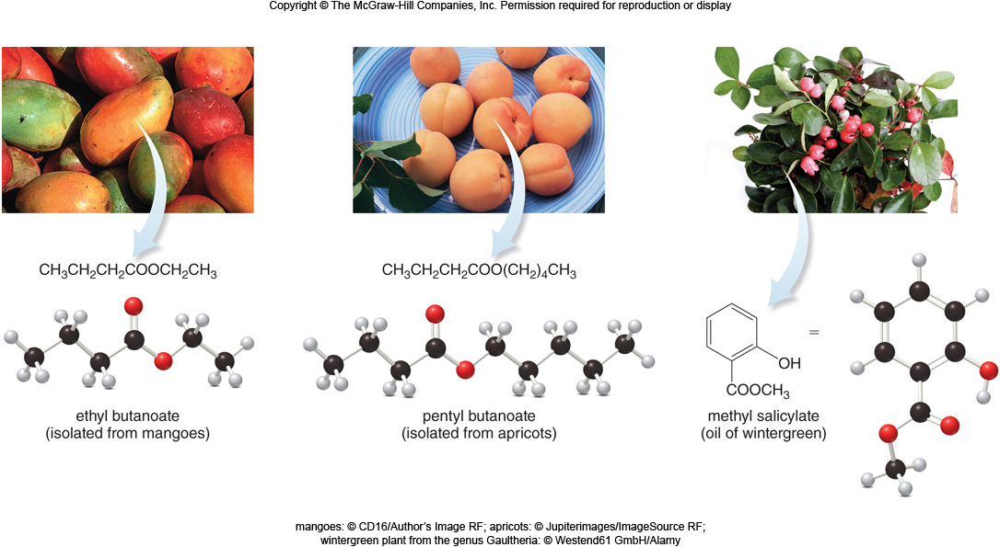 Copyright © The McGraw-Hill Companies, Inc. Permission required for reproduction or display
CH₃CH₂CH₂COOCH₂CH₃
ethyl butanoate
(isolated from mangoes)
CH₃CH₂CH₂COO(CH₂)₄CH₃
pentyl butanoate
(isolated from apricots)
OH
COOCH₃
=
methyl salicylate
(oil of wintergreen)
mangoes: © CD16/Author’s Image RF; apricots: © Jupiterimages/ImageSource RF;
wintergreen plant from the genus Gaultheria: © Westend61 GmbH/Alamy